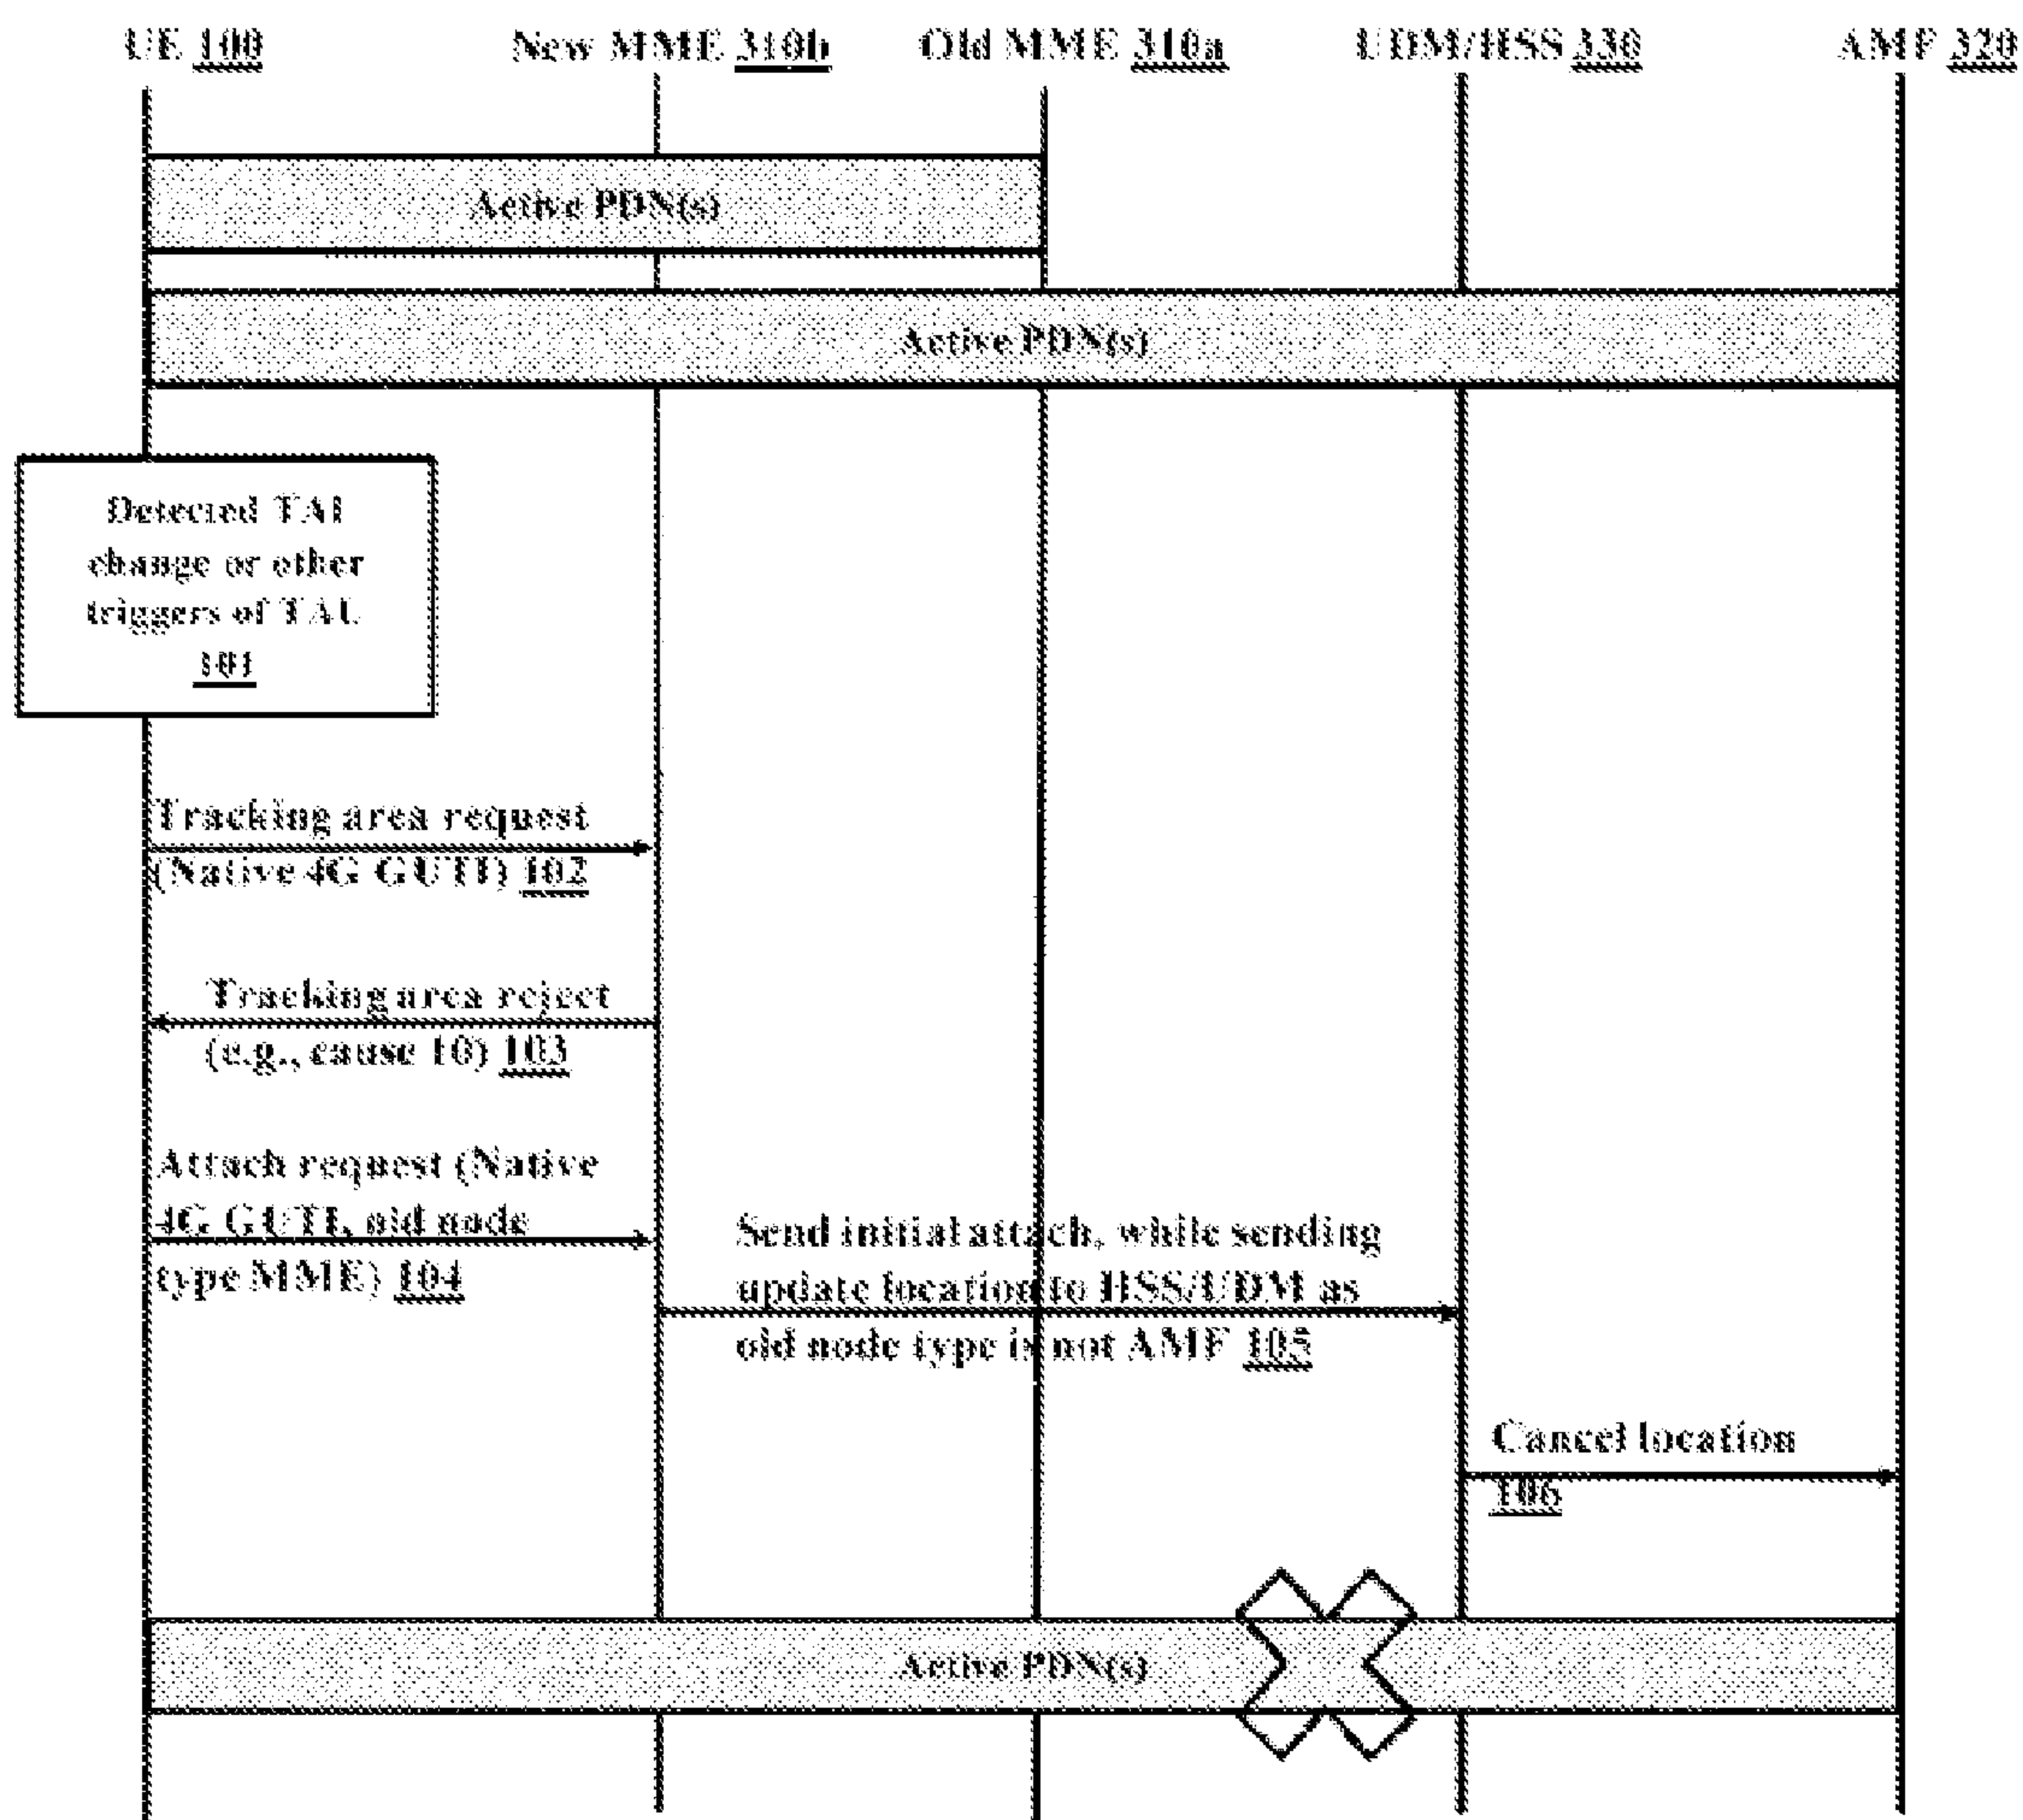 UE 100 New MME 310b Old MME 310a UDM/HSS 330 AMF 320
Active PDN(s)
Active PDN(s)
Detected TAI
change or other
triggers of TAU
101
Tracking area request
(Native 4G GUTI) 102
Tracking area reject
(e.g., cause 10) 103
Attach request (Native
4G GUTI, old node
type MME) 104
Send initial attach, while sending
update location to HSS/UDM as
old node type is not AMF 105
Cancel location
106
Active PDN(s)